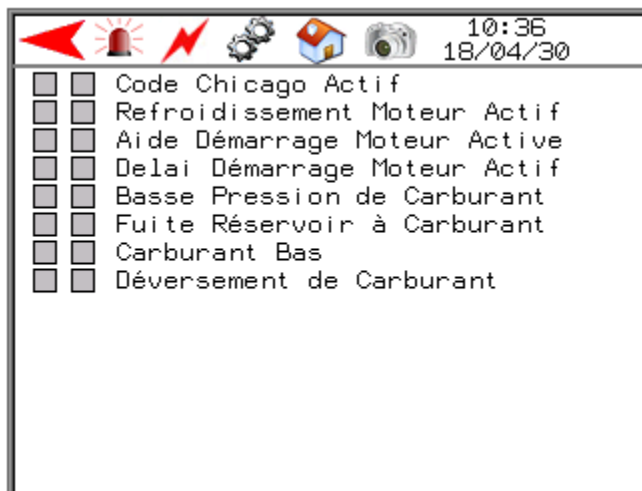 10:36
18/04/30
Code Chicago Actif
Refroidissement Moteur Actif
Aide Démarrage Moteur Active
Delai Démarrage Moteur Actif
Basse Pression de Carburant
Fuite Réservoir à Carburant
Carburant Bas
Déversement de Carburant